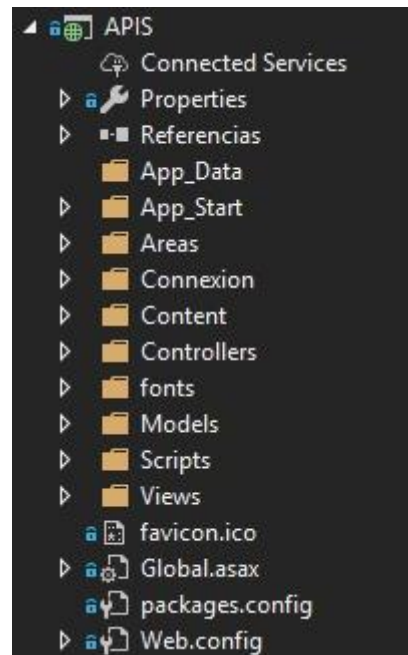 APIS
Connected Services
Properties
Referencias
App_Data
App_Start
Areas
Connexion
Content
Controllers
fonts
Models
Scripts
Views
favicon.ico
Global.asax
packages.config
Web.config